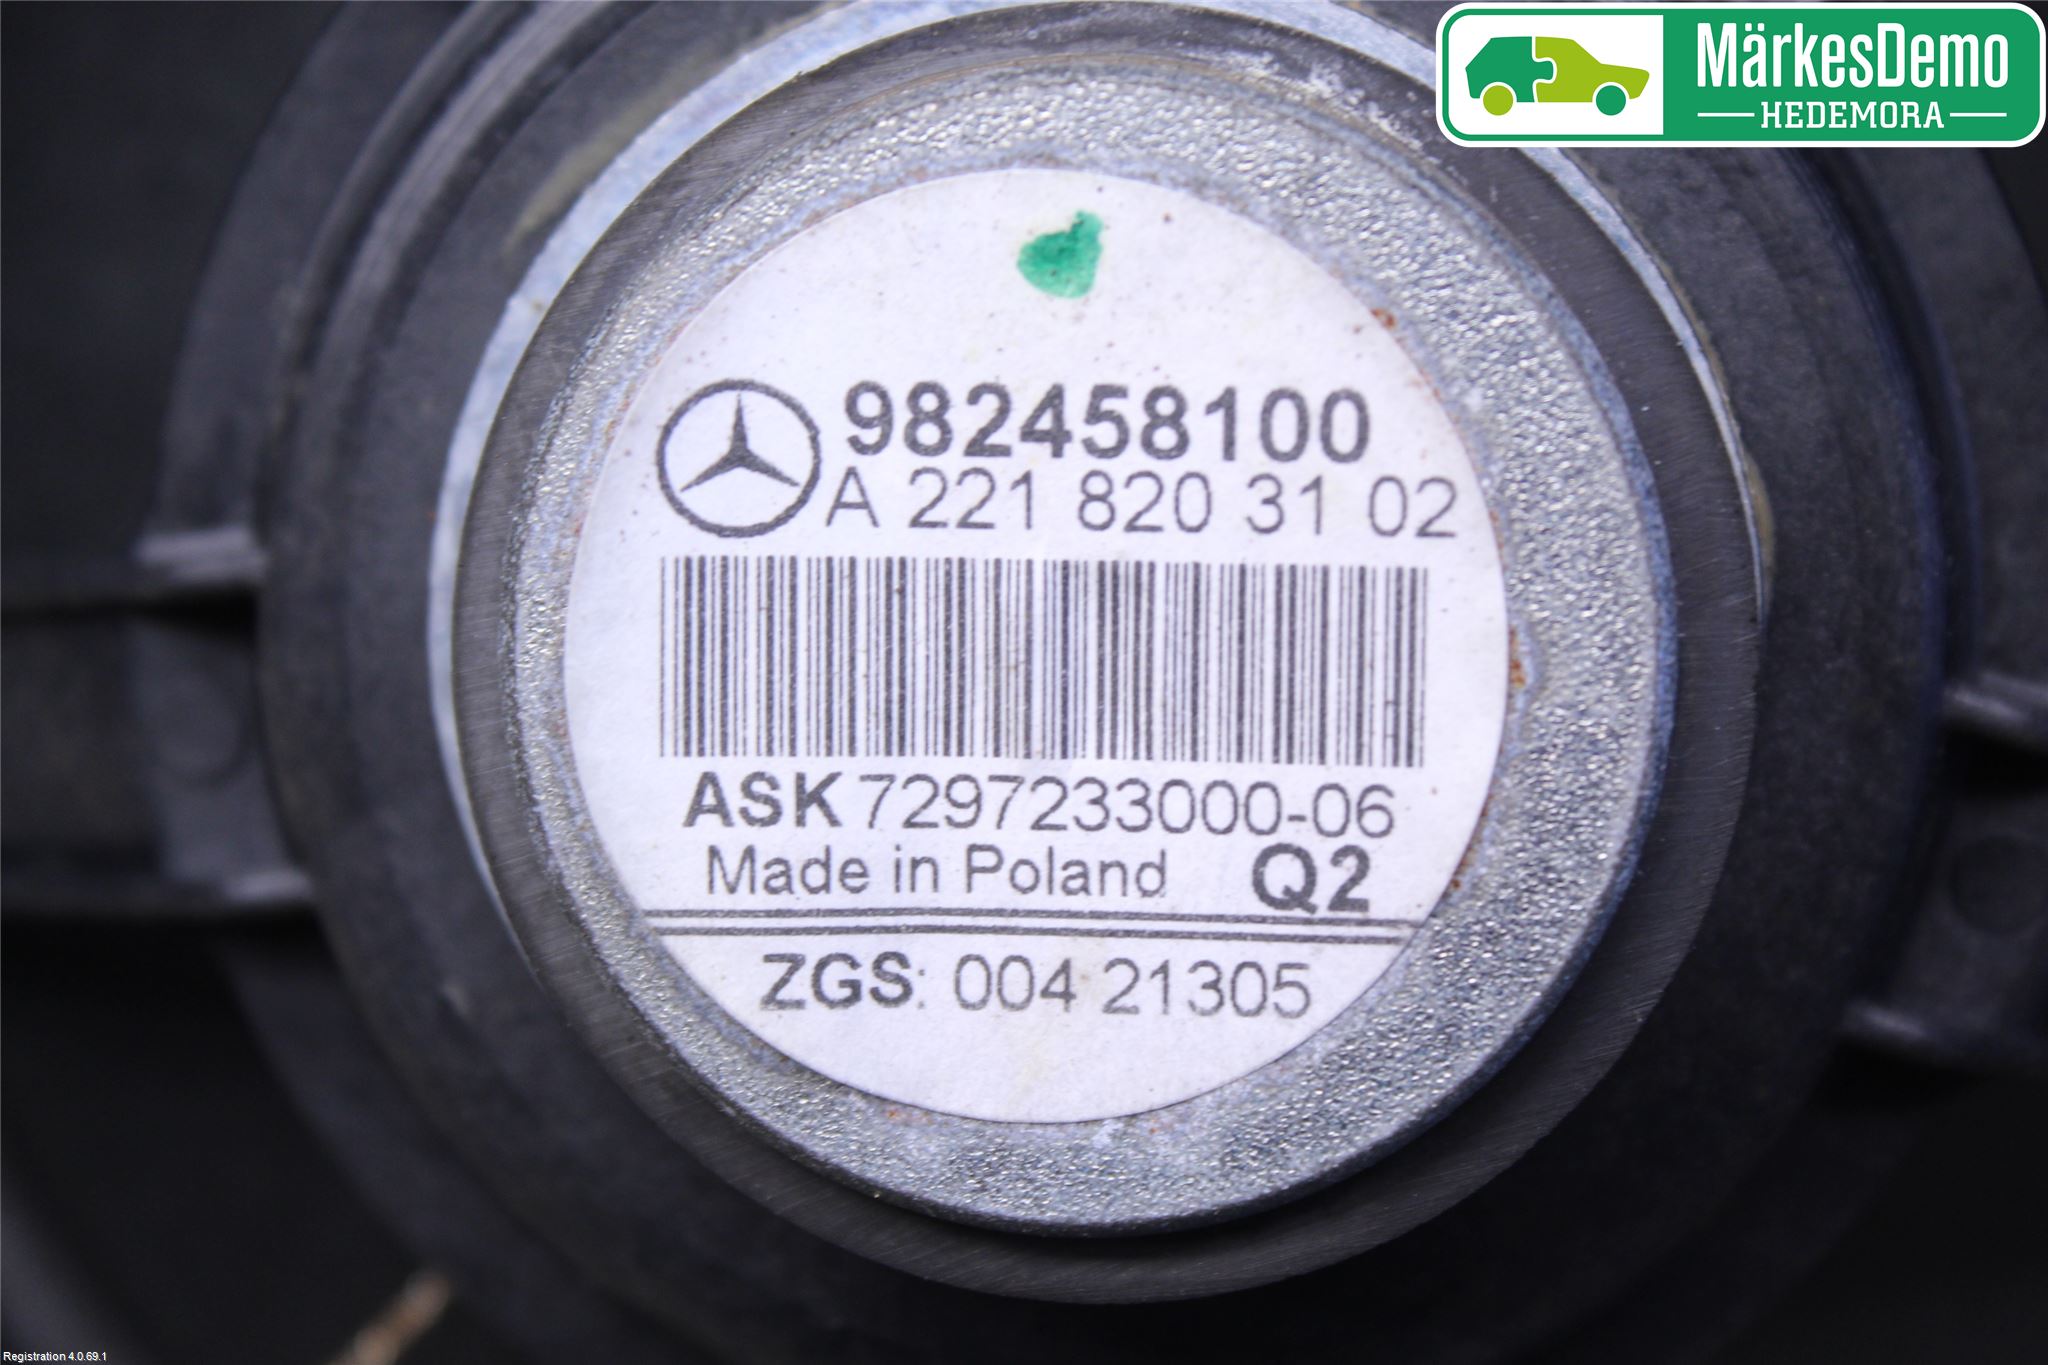 MärkesDemo
HEDEMORA
982458100
A 221 820 31 02
ASK 7297233000-06
Made in Poland Q2
ZGS: 004 21305
Registration 4.0.69.1